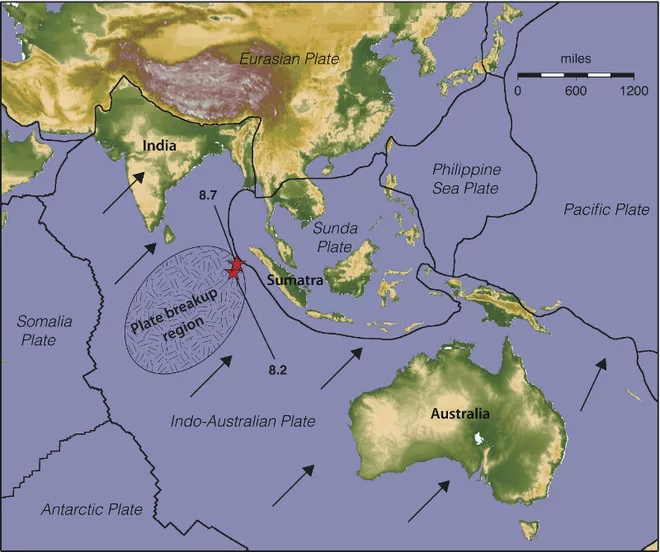 Eurasian Plate
miles
0 600 1200
India
Philippine
Sea Plate
8.7
Pacific Plate
Sunda
Plate
Sumatra
Plate breakup
region
Somalia
Plate
8.2
Indo-Australian Plate
Australia
Antarctic Plate